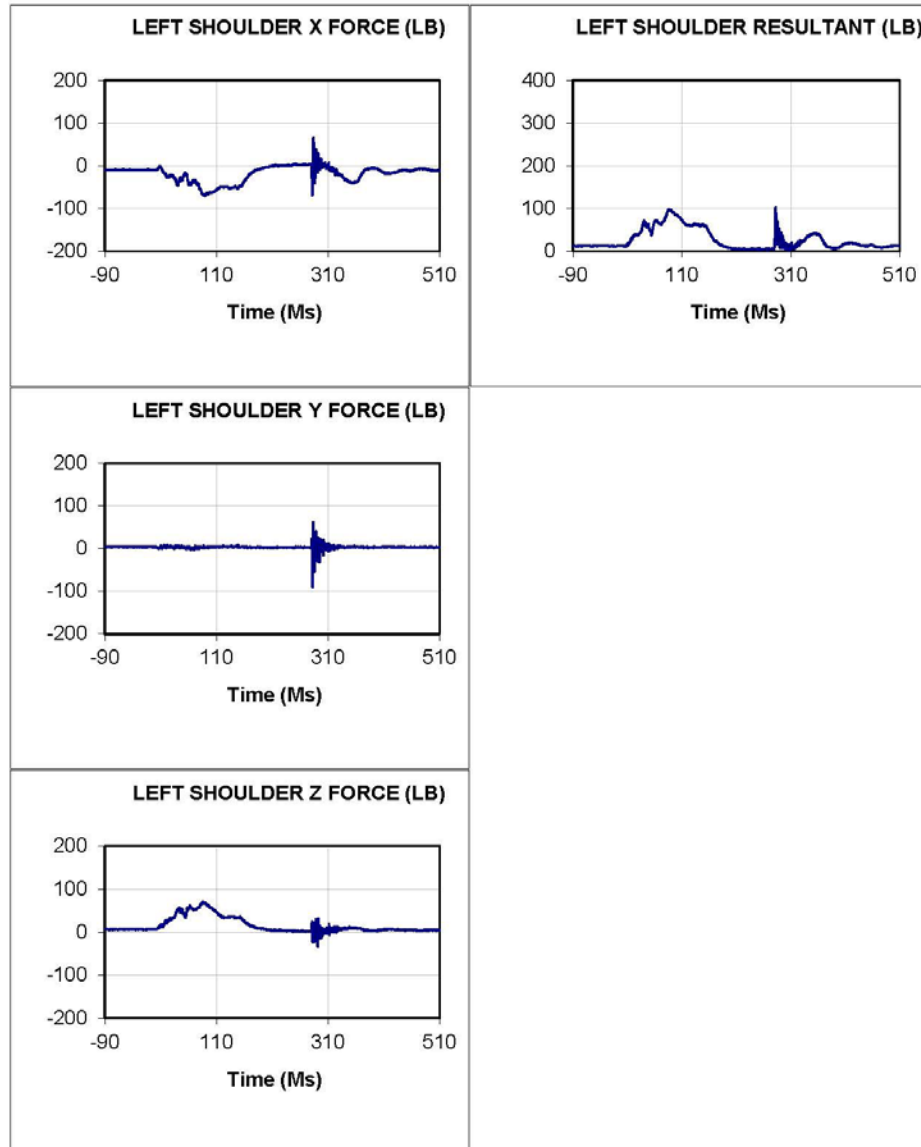 LEFT SHOULDER X FORCE (LB)
200
100
0
-100
-200
-90 110 310 510
Time (Ms)
LEFT SHOULDER RESULTANT (LB)
400
300
200
100
0
-90 110 310 510
Time (Ms)
LEFT SHOULDER Y FORCE (LB)
200
100
0
-100
-200
-90 110 310 510
Time (Ms)
LEFT SHOULDER Z FORCE (LB)
200
100
0
-100
-200
-90 110 310 510
Time (Ms)